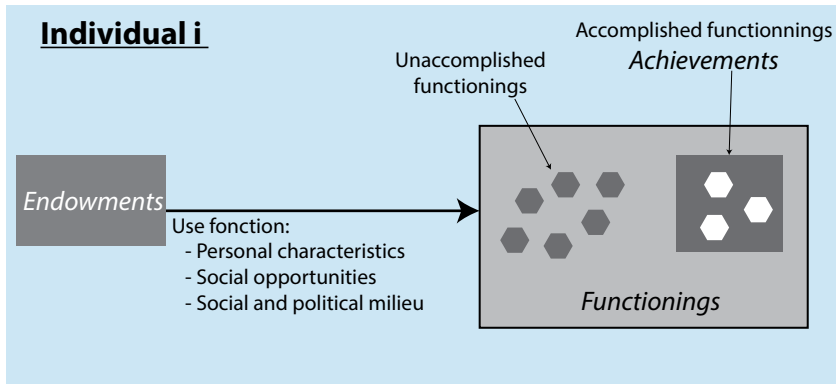 Individual i
Accomplished functionnings
Achievements
Unaccomplished
functionings
Endowments
Use fonction:
- Personal characteristics
- Social opportunities
- Social and political milieu
Functionings